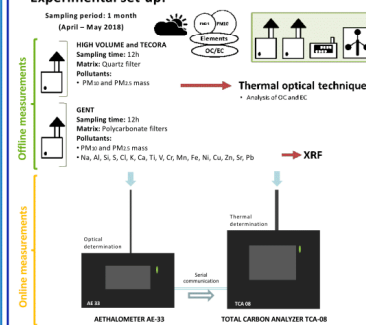 Experimental set-up:
Sampling period: 1 month
(April – May 2018)
PM10
Elements
OC/EC
Offline measurements
HIGH VOLUME and TECORA
Sampling time: 12h
Matrix: Quartz filter
Pollutants:
• PM10 and PM2.5 mass
Thermal optical technique
• Analysis of OC and EC
GENT
Sampling time: 12h
Matrix: Polycarbonate filters
Pollutants:
• PM10 and PM2.5 mass
• Na, Al, Si, S, Cl, K, Ca, Ti, V, Cr, Mn, Fe, Ni, Cu, Zn, Sr, Pb
XRF
Online measurements
Optical
determination
Thermal
determination
Serial
communication
AE 33
TCA 08
AETHALOMETER AE-33
TOTAL CARBON ANALYZER TCA-08